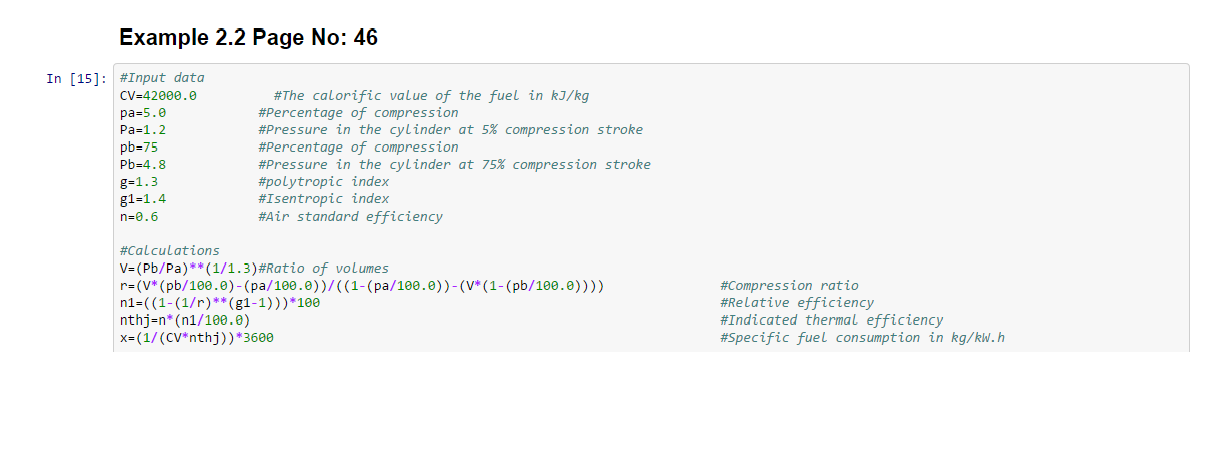 Example 2.2 Page No: 46
In [15]: #Input data
CV=42000.0 #The calorific value of the fuel in kJ/kg
pa=5.0 #Percentage of compression
Pa=1.2 #Pressure in the cylinder at 5% compression stroke
pb=75 #Percentage of compression
Pb=4.8 #Pressure in the cylinder at 75% compression stroke
g=1.3 #polytropic index
g1=1.4 #Isentropic index
n=0.6 #Air standard efficiency
#Calculations
V=(Pb/Pa)**(1/1.3)#Ratio of volumes
r=(V*(pb/100.0)-(pa/100.0))/((1-(pa/100.0))-(V*(1-(pb/100.0)))) #Compression ratio
n1=((1-(1/r)**(g1-1)))*100 #Relative efficiency
nthj=n*(n1/100.0) #Indicated thermal efficiency
x=(1/(CV*nthj))*3600 #Specific fuel consumption in kg/kW.h